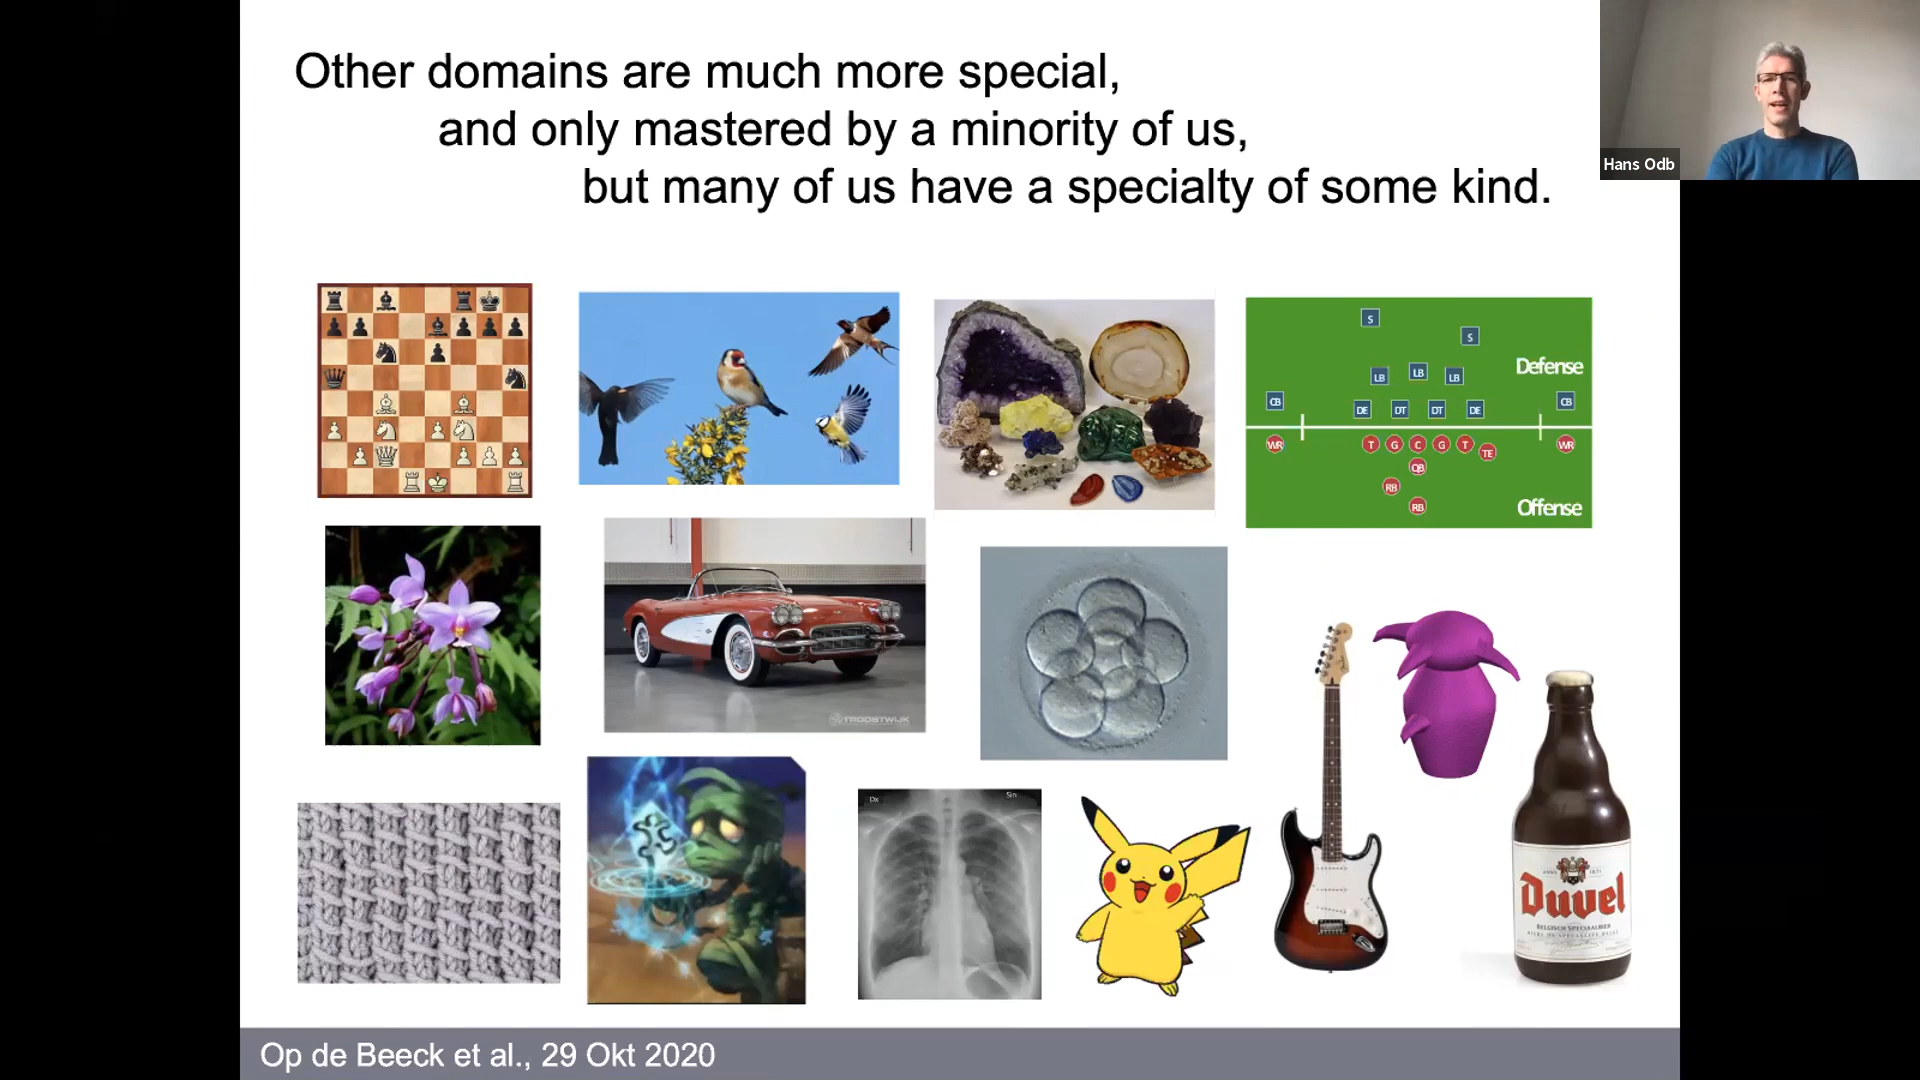 Other domains are much more special,
and only mastered by a minority of us,
but many of us have a specialty of some kind.
Hans Odb
S
S
Defense
LB
LB
LB
CB
CB
DE
DT
DT
DE
WR
T
G
C
G
T
TE
WR
QB
RB
RB
Offense
TROOSTWIJK
Dx
Sin
Duvel
BELGISCH SPECIAALBIER
Op de Beeck et al., 29 Okt 2020